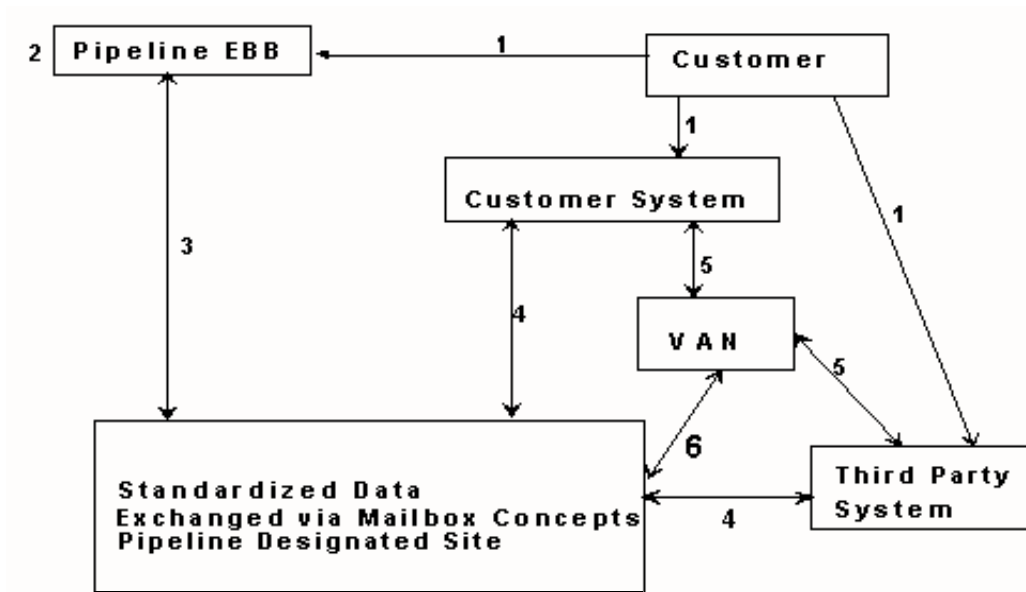 2 Pipeline EBB
1
Customer
1
1
Customer System
3
4
5
VAN
5
6
Standardized Data
Exchanged via Mailbox Concepts
Pipeline Designated Site
4
Third Party
System